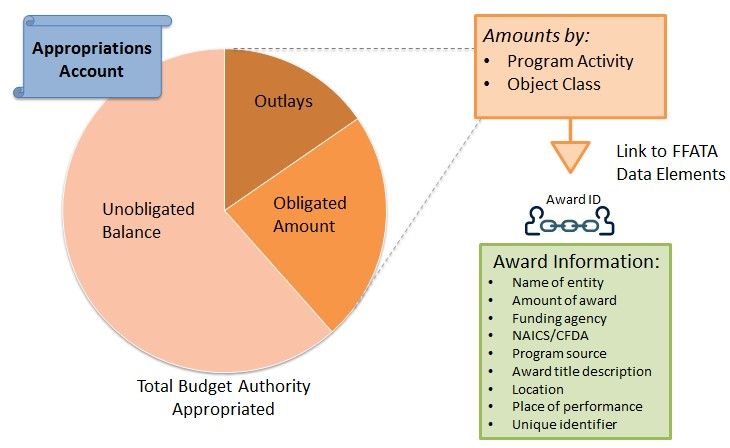 Appropriations
Account
Outlays
Obligated
Amount
Unobligated
Balance
Total Budget Authority
Appropriated
Amounts by:
• Program Activity
• Object Class
Link to FFATA
Data Elements
Award ID
Award Information:
• Name of entity
• Amount of award
• Funding agency
• NAICS/CFDA
• Program source
• Award title description
• Location
• Place of performance
• Unique identifier